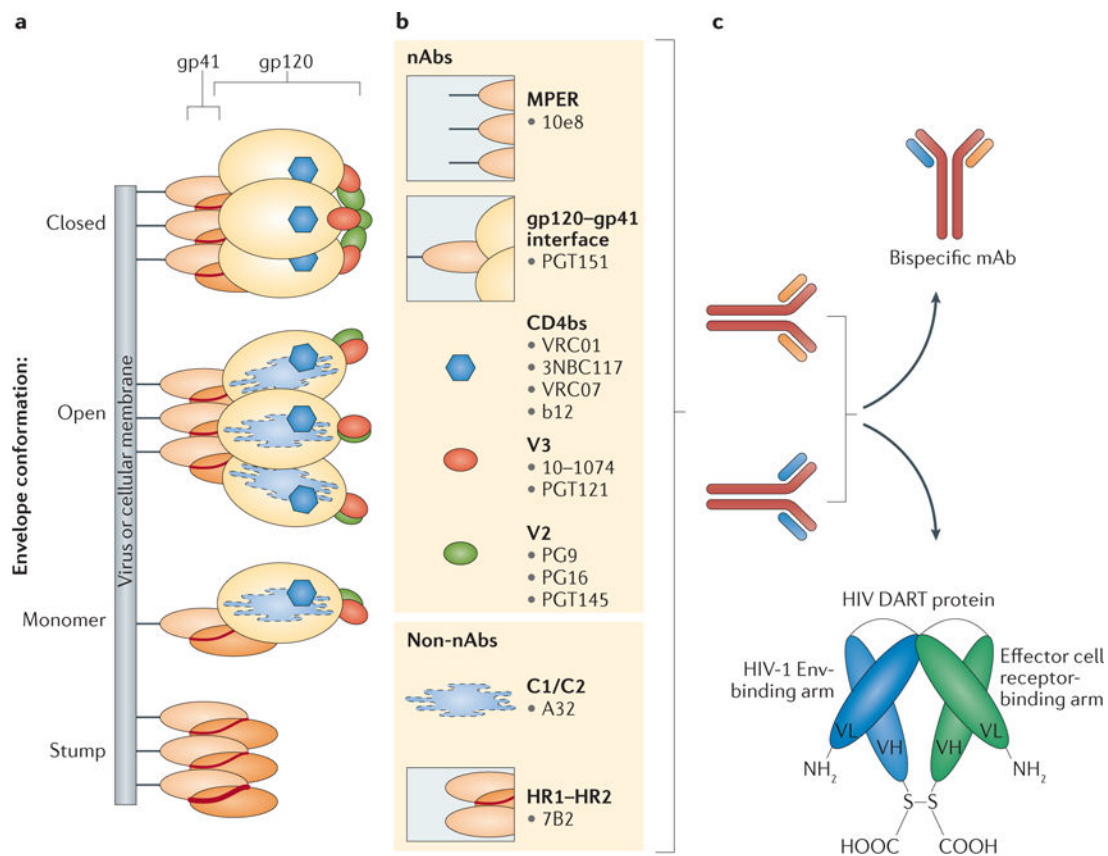 a
gp41
gp120
Closed
Open
Monomer
Stump
Envelope conformation:
Virus or cellular membrane
b
nAbs
MPER
• 10e8
gp120–gp41
interface
• PGT151
CD4bs
• VRC01
• 3NBC117
• VRC07
• b12
V3
• 10–1074
• PGT121
V2
• PG9
• PG16
• PGT145
Non-nAbs
C1/C2
• A32
HR1–HR2
• 7B2
c
Bispecific mAb
HIV DART protein
HIV-1 Env-
binding arm
Effector cell
receptor-
binding arm
VL
VH
VH
VL
NH₂
NH₂
S–S
HOOC
COOH